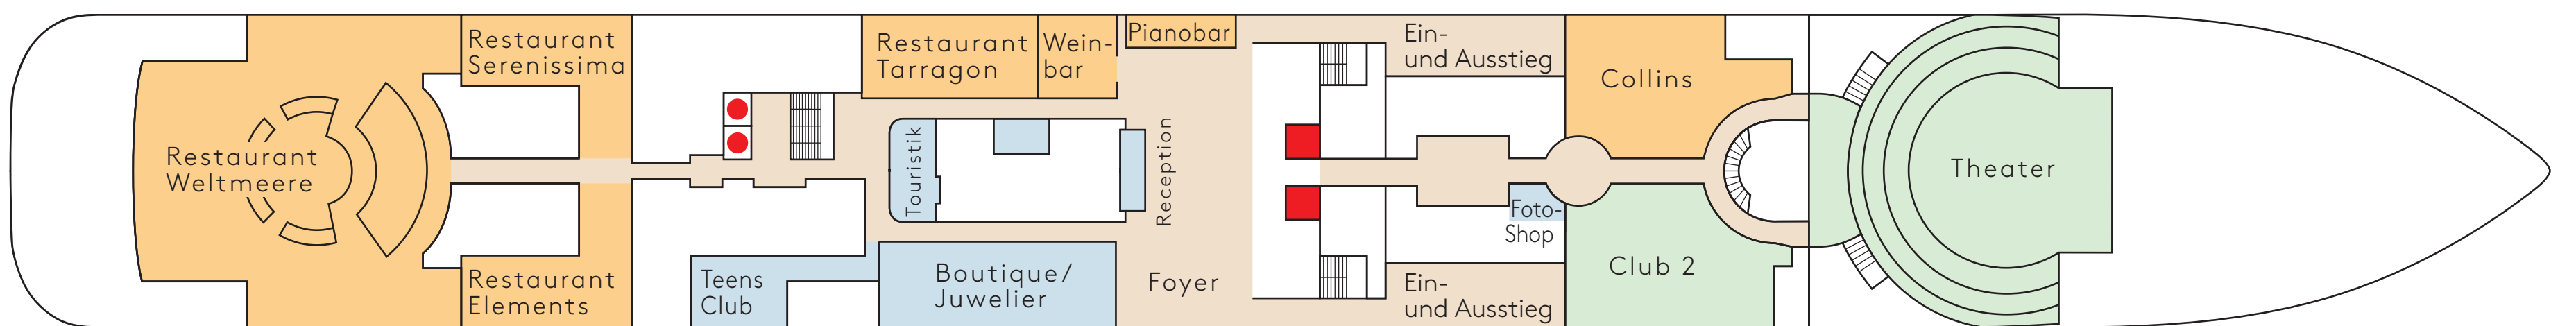 Restaurant
Weltmeere
Restaurant
Serenissima
Restaurant
Elements
Teens
Club
Restaurant
Tarragon
Wein-
bar
Pianobar
Touristik
Reception
Boutique/
Juwelier
Foyer
Ein-
und Ausstieg
Ein-
und Ausstieg
Foto-
Shop
Collins
Club 2
Theater